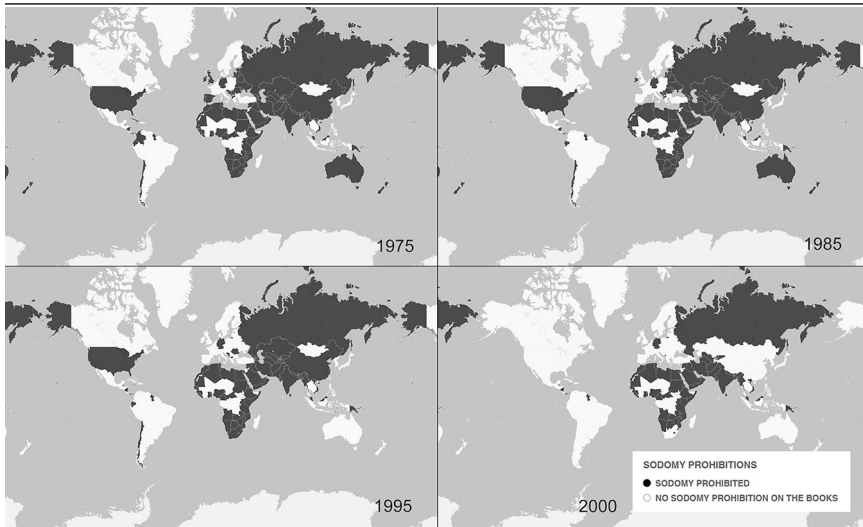 1975
1985
1995
2000
SODOMY PROHIBITIONS
SODOMY PROHIBITED
NO SODOMY PROHIBITION ON THE BOOKS